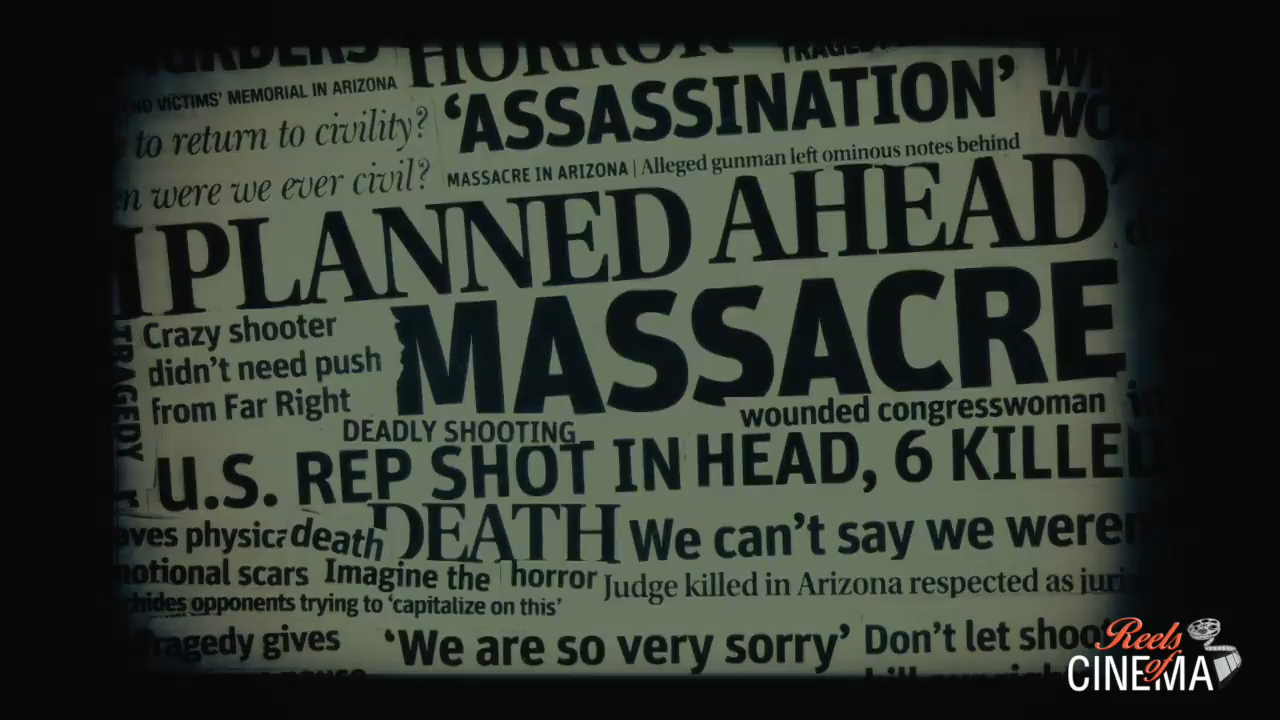 HORROR
VICTIMS' MEMORIAL IN ARIZONA
to return to civility?
'ASSASSINATION'
were we ever civil?
MASSACRE IN ARIZONA | Alleged gunman left ominous notes behind
I PLANNED AHEAD'
TRAGEDY
Crazy shooter
didn't need push
from Far Right
MASSACRE
wounded congresswoman
DEADLY SHOOTING
U.S. REP SHOT IN HEAD, 6 KILLED
death
DEATH
We can't say we weren
scars
Imagine the horror
Judge killed in Arizona respected as
chides opponents trying to 'capitalize on this'
Tragedy gives
'We are so very sorry'
Don't let
Reels
of
CINEMA